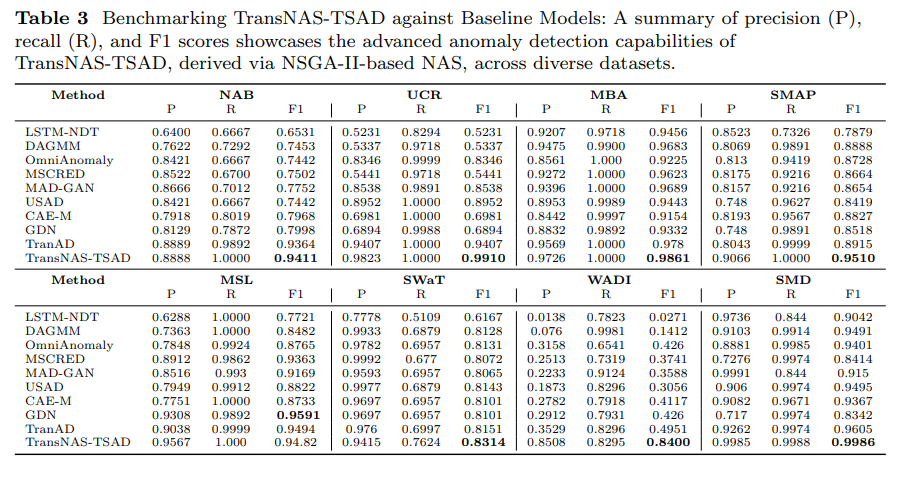 Table 3 Benchmarking TransNAS-TSAD against Baseline Models: A summary of precision (P),
recall (R), and F1 scores showcases the advanced anomaly detection capabilities of
TransNAS-TSAD, derived via NSGA-II-based NAS, across diverse datasets.
Method NAB UCR MBA SMAP
P R F1 | P R F1 | P R F1 | P R F1
LSTM-NDT 0.6400 0.6667 0.6531 0.5231 0.8294 0.5231 0.9207 0.9718 0.9456 0.8523 0.7326 0.7879
DAGMM 0.7622 0.7292 0.7453 0.5337 0.9718 0.5337 0.9475 0.9900 0.9683 0.8069 0.9891 0.8888
OmniAnomaly 0.8421 0.6667 0.7442 0.8346 0.9999 0.8346 0.8561 1.000 0.9225 0.813 0.9419 0.8728
MSCRED 0.8522 0.6700 0.7502 0.5441 0.9718 0.5441 0.9272 1.0000 0.9623 0.8175 0.9216 0.8664
MAD-GAN 0.8666 0.7012 0.7752 0.8538 0.9891 0.8538 0.9396 1.0000 0.9689 0.8157 0.9216 0.8654
USAD 0.8421 0.6667 0.7442 0.8952 1.0000 0.8952 0.8953 0.9989 0.9443 0.748 0.9627 0.8419
CAE-M 0.7918 0.8019 0.7968 0.6981 1.0000 0.6981 0.8442 0.9997 0.9154 0.8193 0.9567 0.8827
GDN 0.8129 0.7872 0.7998 0.6894 0.9988 0.6894 0.8832 0.9892 0.9332 0.748 0.9891 0.8518
TranAD 0.8889 0.9892 0.9364 0.9407 1.0000 0.9407 0.9569 1.0000 0.978 0.8043 0.9999 0.8915
TransNAS-TSAD 0.8888 1.0000 0.9411 0.9823 1.0000 0.9910 0.9726 1.0000 0.9861 0.9066 1.0000 0.9510
Method MSL SWaT WADI SMD
P R F1 | P R F1 | P R F1 | P R F1
LSTM-NDT 0.6288 1.0000 0.7721 0.7778 0.5109 0.6167 0.0138 0.7823 0.0271 0.9736 0.844 0.9042
DAGMM 0.7363 1.0000 0.8482 0.9933 0.6879 0.8128 0.076 0.9981 0.1412 0.9103 0.9914 0.9491
OmniAnomaly 0.7848 0.9924 0.8765 0.9782 0.6957 0.8131 0.3158 0.6541 0.426 0.8881 0.9985 0.9401
MSCRED 0.8912 0.9862 0.9363 0.9992 0.677 0.8072 0.2513 0.7319 0.3741 0.7276 0.9974 0.8414
MAD-GAN 0.8516 0.993 0.9169 0.9593 0.6957 0.8065 0.2233 0.9124 0.3588 0.9991 0.844 0.915
USAD 0.7949 0.9912 0.8822 0.9977 0.6879 0.8143 0.1873 0.8296 0.3056 0.906 0.9974 0.9495
CAE-M 0.7751 1.0000 0.8733 0.9697 0.6957 0.8101 0.2782 0.7918 0.4117 0.9082 0.9671 0.9367
GDN 0.9308 0.9892 0.9591 0.9697 0.6957 0.8101 0.2912 0.7931 0.426 0.717 0.9974 0.8342
TranAD 0.9038 0.9999 0.9494 0.976 0.6997 0.8151 0.3529 0.8296 0.4951 0.9262 0.9974 0.9605
TransNAS-TSAD 0.9567 1.000 0.94.82 0.9415 0.7624 0.8314 0.8508 0.8295 0.8400 0.9985 0.9988 0.9986